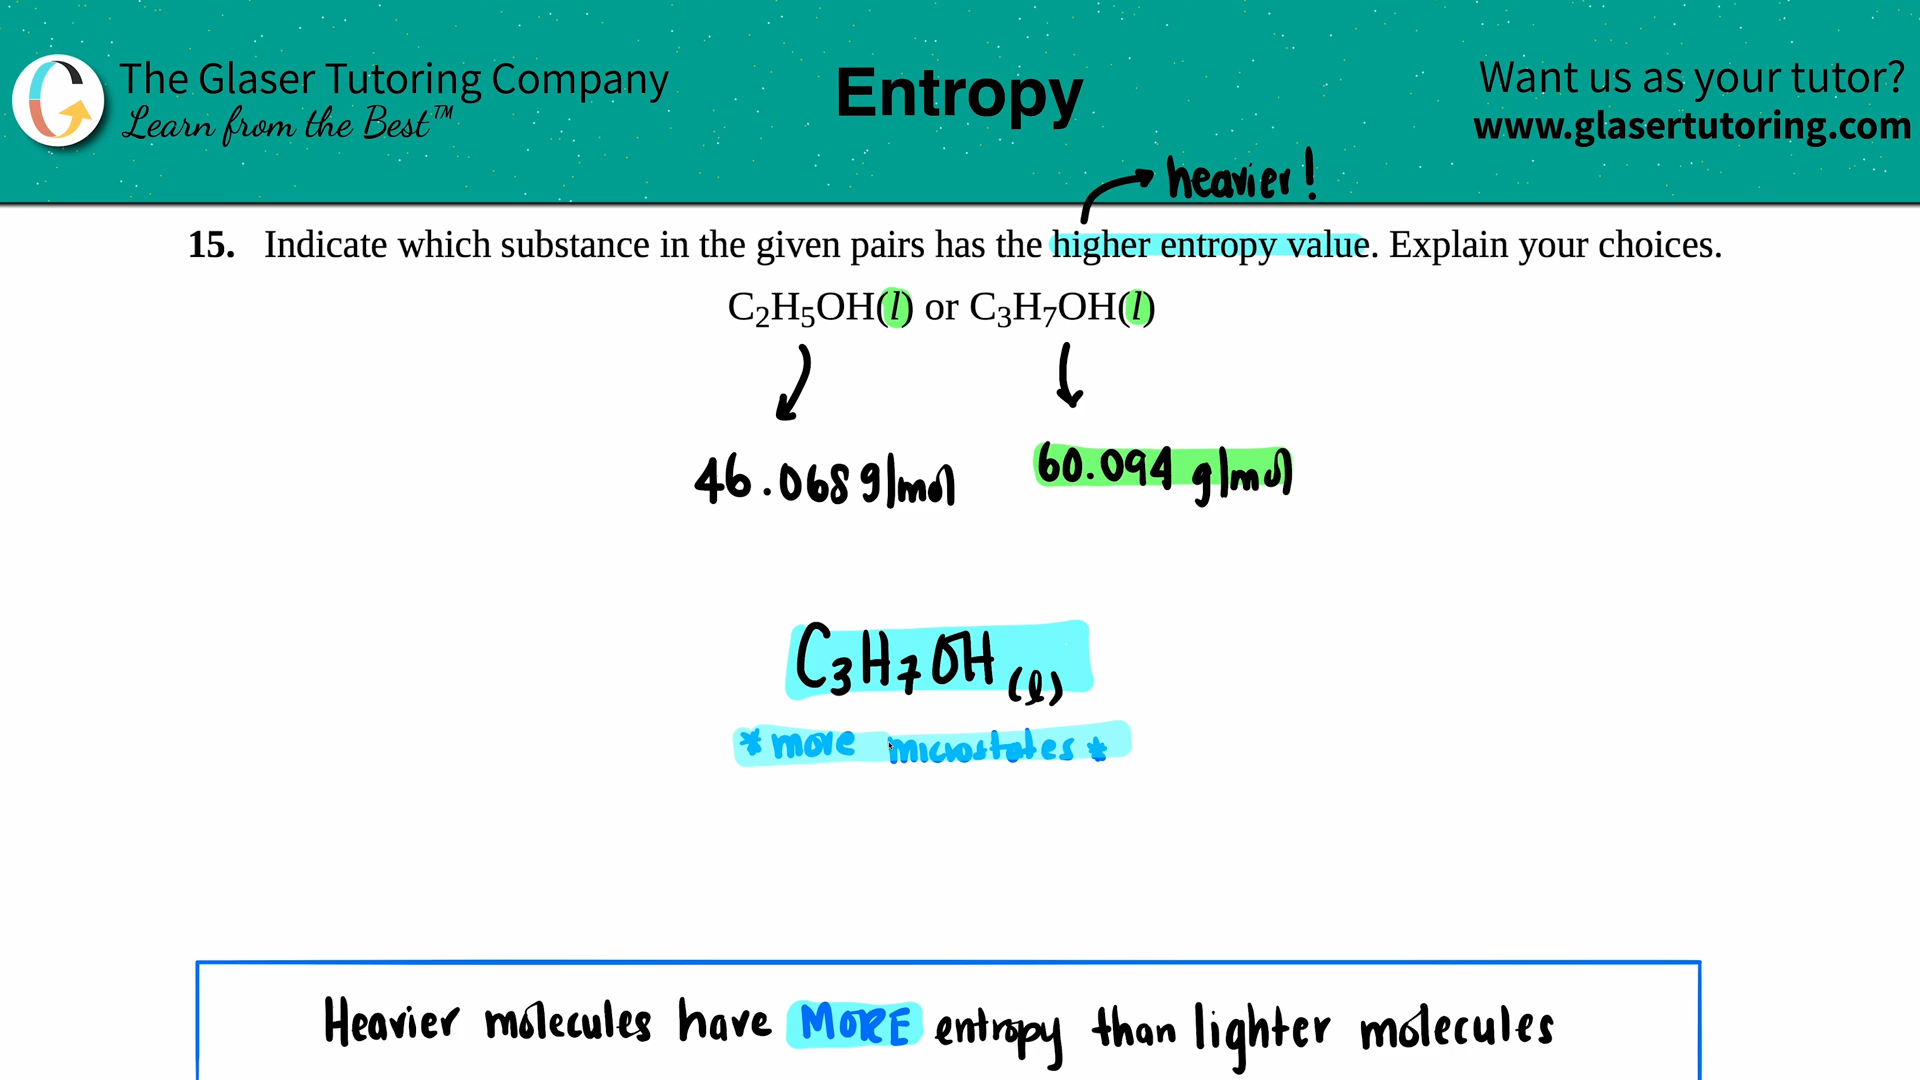 The Glaser Tutoring Company
Learn from the Best™
Entropy
Want us as your tutor?
www.glasertutoring.com
heavier!
15. Indicate which substance in the given pairs has the higher entropy value. Explain your choices.
C₂H₅OH(l) or C₃H₇OH(l)
46.068 g/mol
60.094 g/mol
C₃H₇OH (l)
*more microstates*
Heavier molecules have MORE entropy than lighter molecules